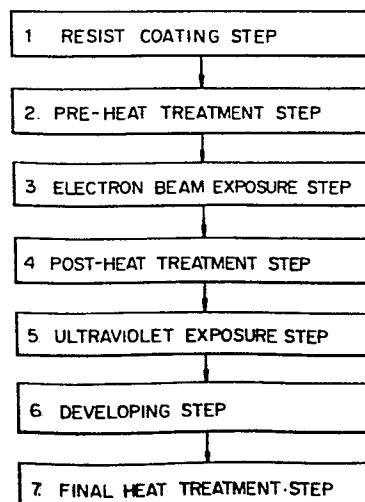 1 RESIST COATING STEP
2. PRE-HEAT TREATMENT STEP
3 ELECTRON BEAM EXPOSURE STEP
4 POST-HEAT TREATMENT STEP
5. ULTRAVIOLET EXPOSURE STEP
6. DEVELOPING STEP
7. FINAL HEAT TREATMENT·STEP